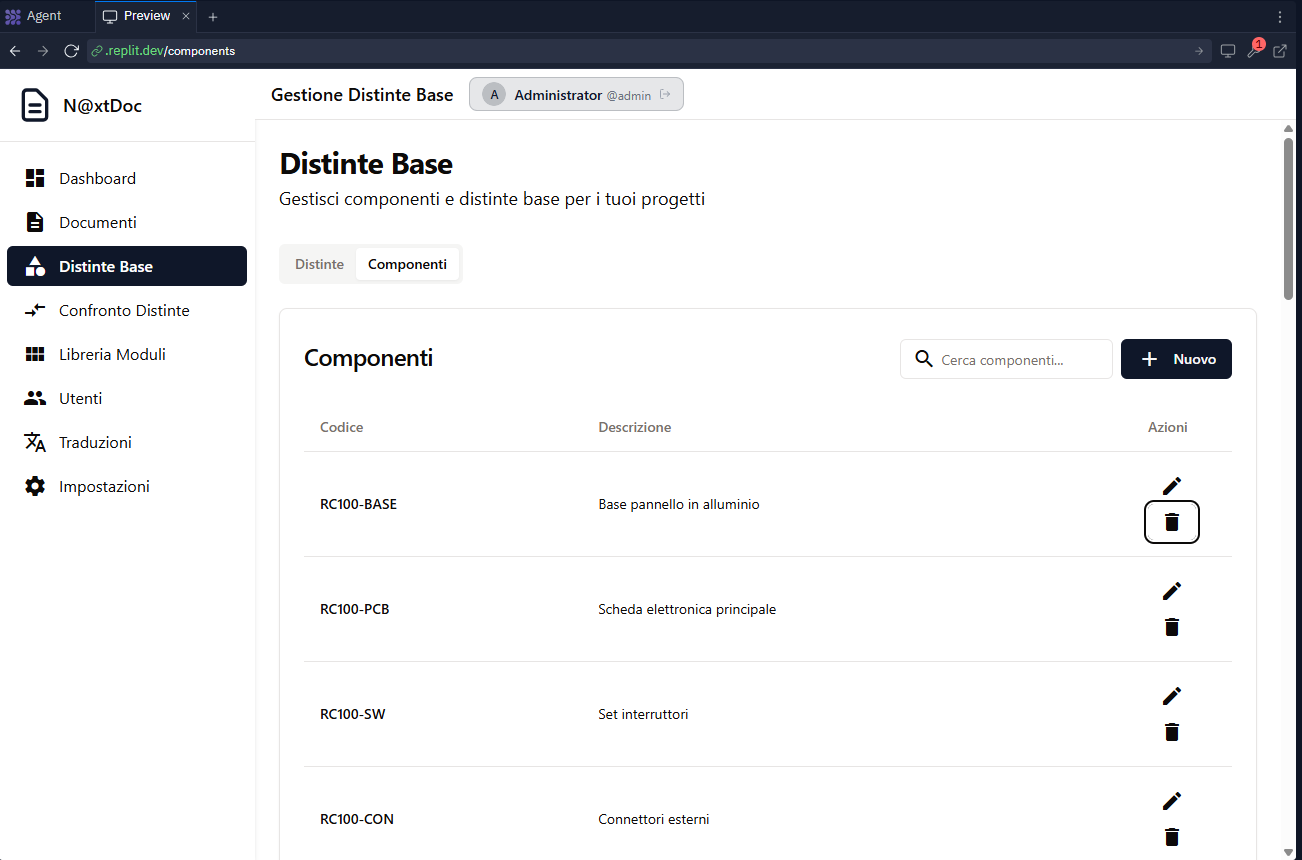 Agent
Preview
.replit.dev/components
1
N@xtDoc
Gestione Distinte Base
A
Administrator @admin
Dashboard
Documenti
Distinte Base
Confronto Distinte
Libreria Moduli
Utenti
Traduzioni
Impostazioni
Distinte Base
Gestisci componenti e distinte base per i tuoi progetti
Distinte
Componenti
Componenti
Cerca componenti...
Nuovo
Codice Descrizione Azioni
RC100-BASE Base pannello in alluminio
RC100-PCB Scheda elettronica principale
RC100-SW Set interruttori
RC100-CON Connettori esterni